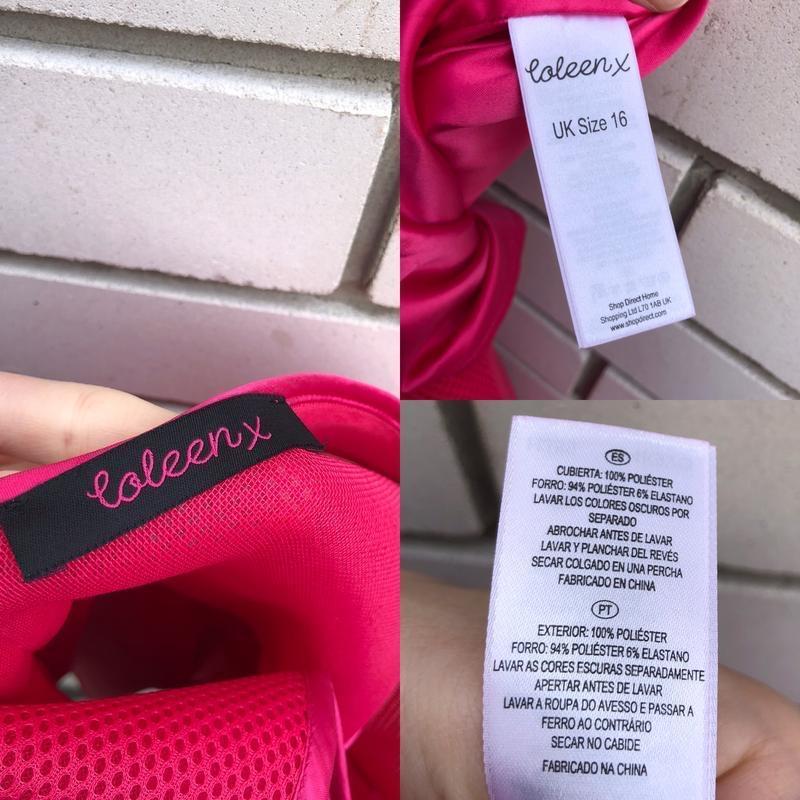 Coleen x
UK Size 16
Shop Direct Home
Shopping Ltd L70 1AB UK
www.shopdirect.com
Coleen x
ES
CUBIERTA: 100% POLIÉSTER
FORRO: 94% POLIÉSTER 6% ELASTANO
LAVAR LOS COLORES OSCUROS POR
SEPARADO
ABROCHAR ANTES DE LAVAR
LAVAR Y PLANCHAR DEL REVÉS
SECAR COLGADO EN UNA PERCHA
FABRICADO EN CHINA
PT
EXTERIOR: 100% POLIÉSTER
FORRO: 94% POLIÉSTER 6% ELASTANO
LAVAR AS CORES ESCURAS SEPARADAMENTE
APERTAR ANTES DE LAVAR
LAVAR A ROUPA DO AVESSO E PASSAR A
FERRO AO CONTRÁRIO
SECAR NO CABIDE
FABRICADO NA CHINA